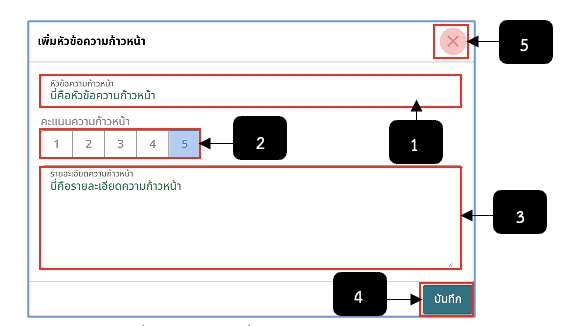 เพิ่มหัวข้อความก้าวหน้า
5
หัวข้อความก้าวหน้า
นี่คือหัวข้อความก้าวหน้า
คะแนนความก้าวหน้า
1 2 3 4 5
2
1
รายละเอียดความก้าวหน้า
นี่คือรายละเอียดความก้าวหน้า
3
4
บันทึก